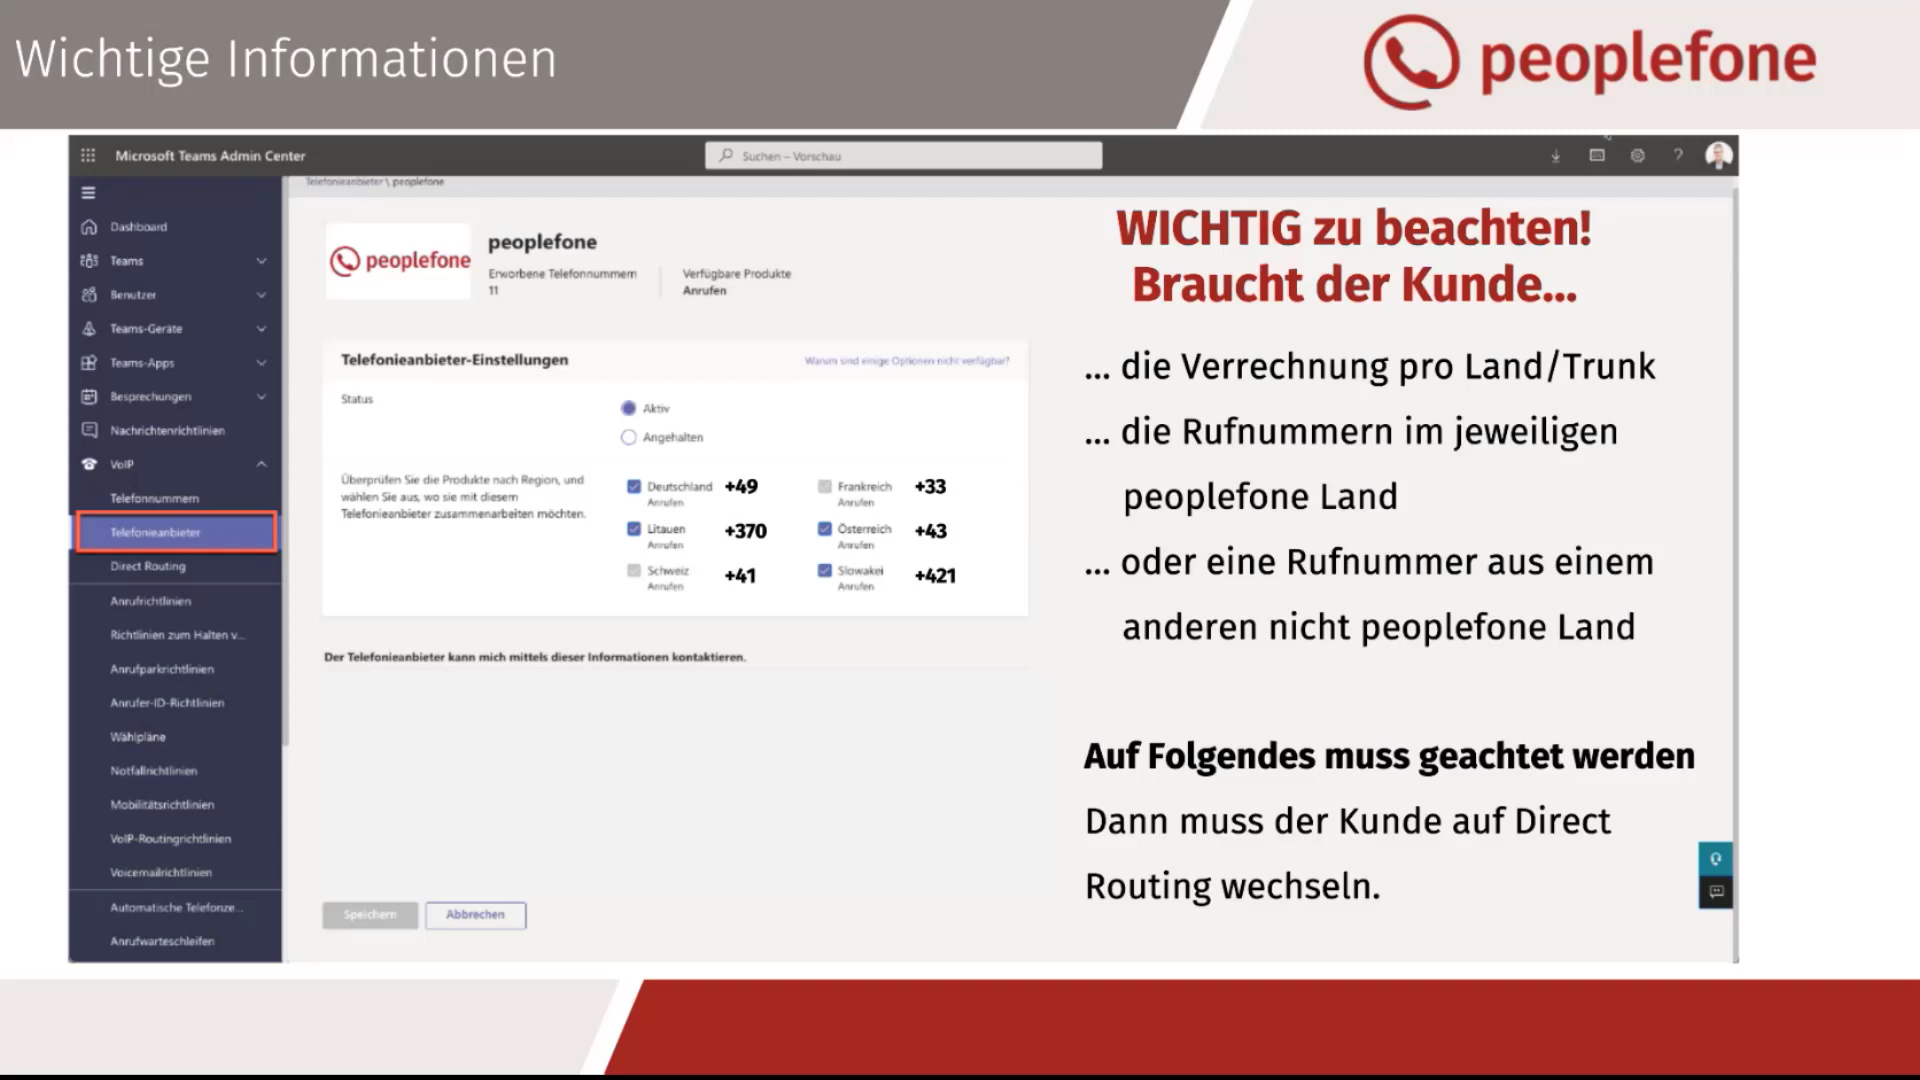 Wichtige Informationen
peoplefone
Microsoft Teams Admin Center
Suchen – Vorschau
?
Telefonieanbieter \ peoplefone
Dashboard
Teams
Benutzer
Teams-Geräte
Teams-Apps
Besprechungen
Nachrichtenrichtlinien
VoIP
Telefonnummern
Telefonieanbieter
Direct Routing
Anrufrichtlinien
Richtlinien zum Halten v...
Anrufparkrichtlinien
Anrufer-ID-Richtlinien
Wählpläne
Notfallrichtlinien
Mobilitätsrichtlinien
VoIP-Routingrichtlinien
Voicemailrichtlinien
Automatische Telefonze...
Anrufwarteschleifen
peoplefone
peoplefone
Erworbene Telefonnummern
11
Verfügbare Produkte
Anrufen
Telefonieanbieter-Einstellungen
Warum sind einige Optionen nicht verfügbar?
Status
Aktiv
Angehalten
Überprüfen Sie die Produkte nach Region, und
wählen Sie aus, wo sie mit diesem
Telefonieanbieter zusammenarbeiten möchten.
Deutschland +49
Anrufen
Frankreich +33
Anrufen
Litauen +370
Anrufen
Österreich +43
Anrufen
Schweiz +41
Anrufen
Slowakei +421
Anrufen
Der Telefonieanbieter kann mich mittels dieser Informationen kontaktieren.
Speichern
Abbrechen
WICHTIG zu beachten!
Braucht der Kunde...
... die Verrechnung pro Land/Trunk
... die Rufnummern im jeweiligen
peoplefone Land
... oder eine Rufnummer aus einem
anderen nicht peoplefone Land
Auf Folgendes muss geachtet werden
Dann muss der Kunde auf Direct
Routing wechseln.